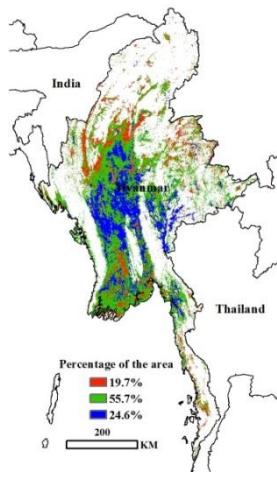 India
Myanmar
Thailand
Percentage of the area
19.7%
55.7%
24.6%
200
KM